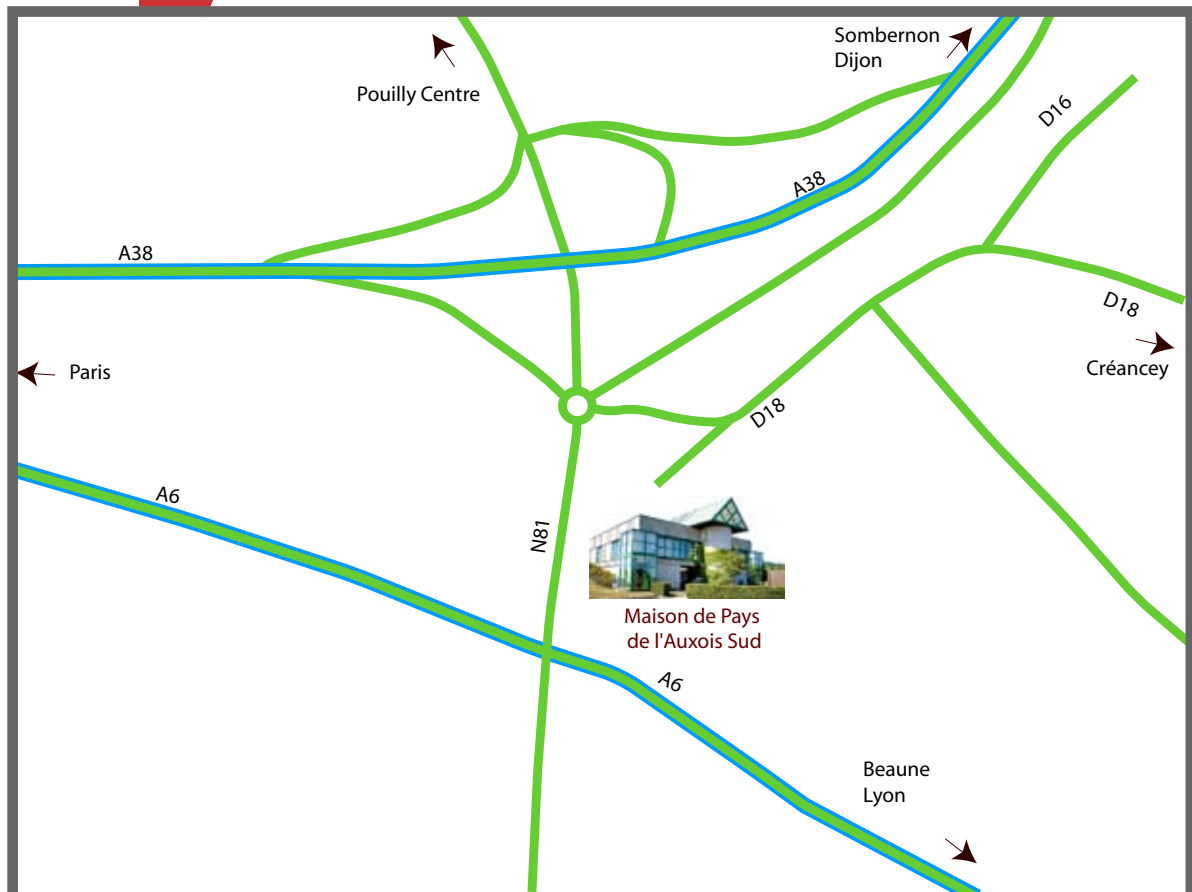 Sombernon
Dijon
Pouilly Centre
D16
A38
A38
D18
Créancey
Paris
D18
A6
N81
Maison de Pays
de l'Auxois Sud
A6
Beaune
Lyon